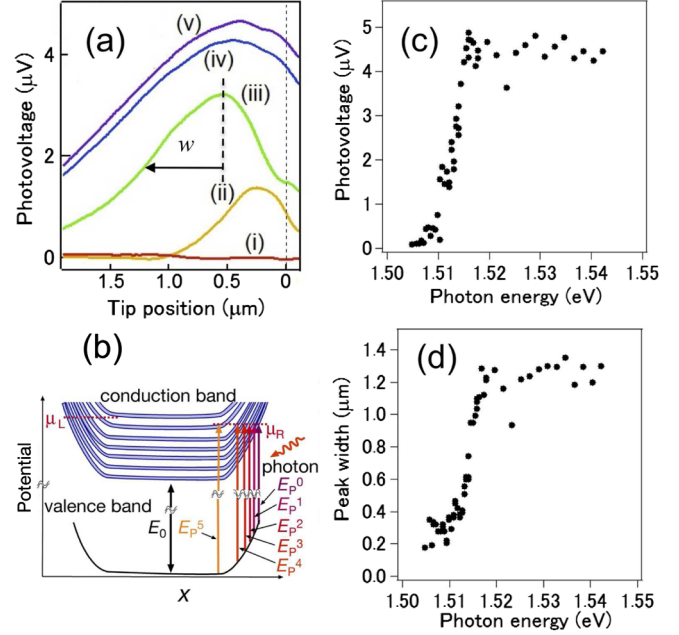 (a)
(v)
(iv)
(iii)
w
(ii)
(i)
Photovoltage (μV)
4
2
0
1.5
1.0
0.5
0
Tip position (μm)
(b)
conduction band
μL
μR
photon
Potential
valence band
E0
EP5
EP0
EP1
EP2
EP3
EP4
x
(c)
Photovoltage (μV)
5
4
3
2
1
0
1.50
1.51
1.52
1.53
1.54
1.55
Photon energy (eV)
(d)
Peak width (μm)
1.4
1.2
1.0
0.8
0.6
0.4
0.2
0.0
1.50
1.51
1.52
1.53
1.54
1.55
Photon energy (eV)